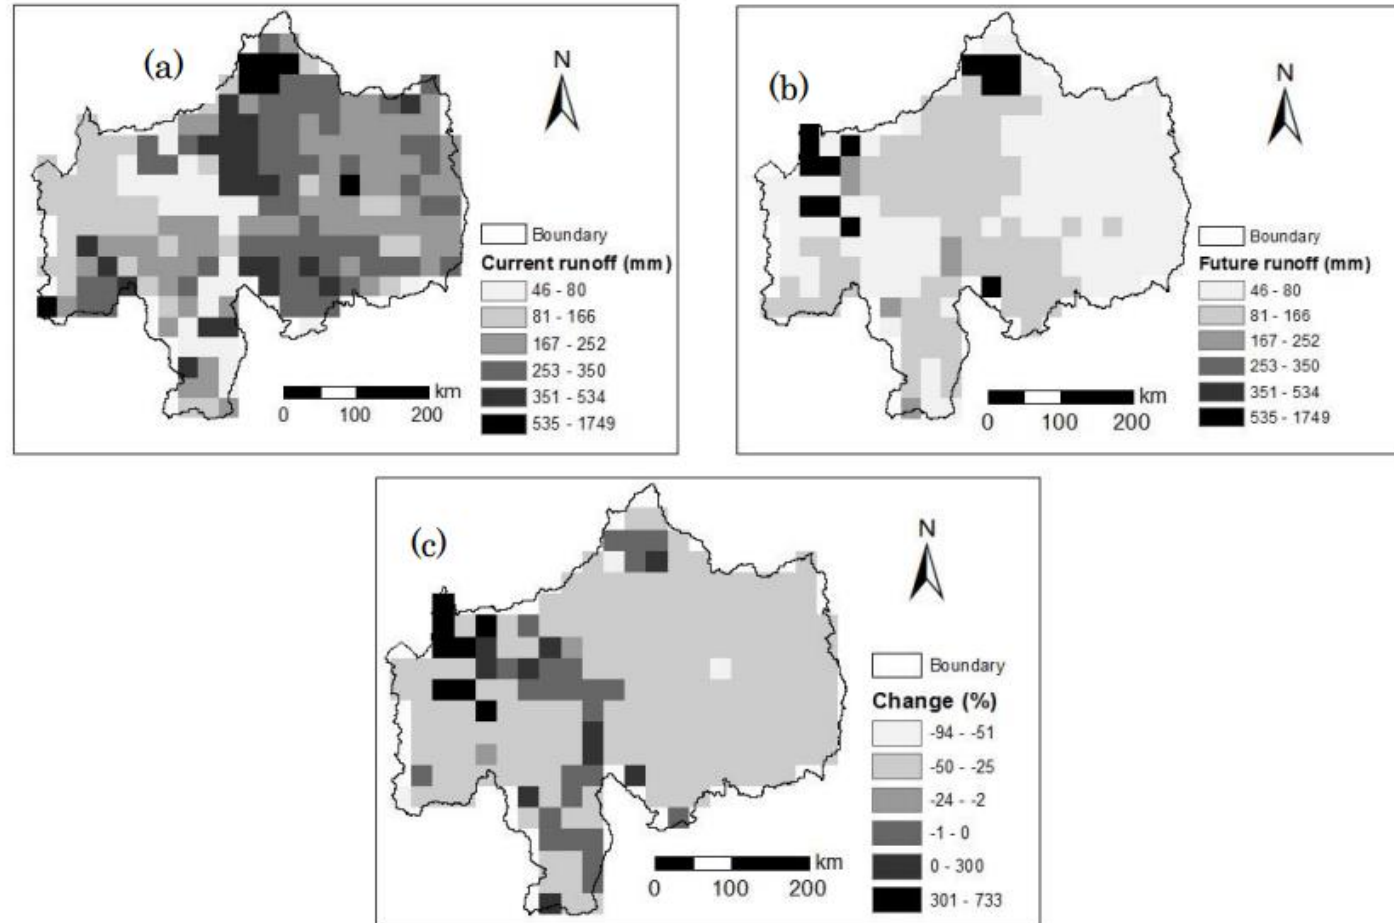 (a)
N
Boundary
Current runoff (mm)
46 - 80
81 - 166
167 - 252
253 - 350
351 - 534
535 - 1749
km
0 100 200
(b)
N
Boundary
Future runoff (mm)
46 - 80
81 - 166
167 - 252
253 - 350
351 - 534
535 - 1749
km
0 100 200
(c)
N
Boundary
Change (%)
-94 - -51
-50 - -25
-24 - -2
-1 - 0
0 - 300
301 - 733
km
0 100 200